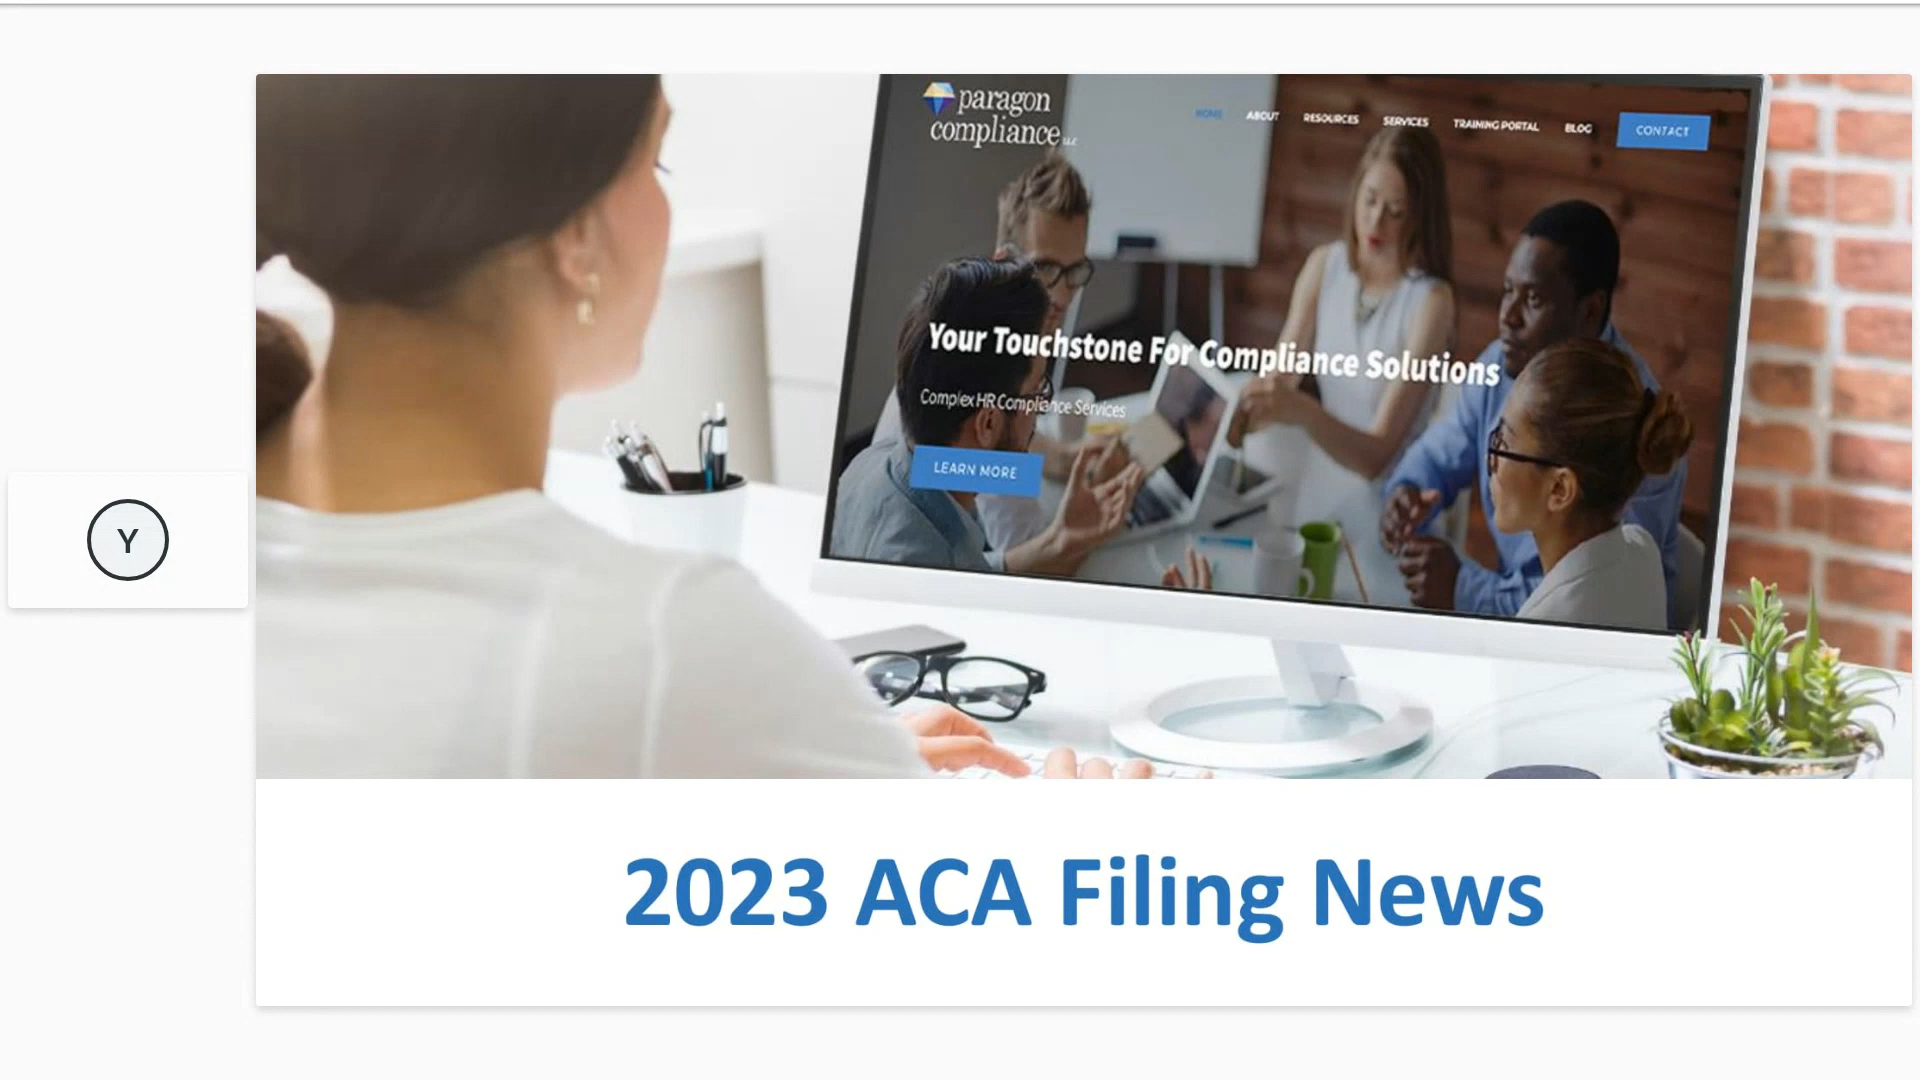 paragon
compliance LLC
HOME ABOUT RESOURCES SERVICES TRAINING PORTAL BLOG CONTACT
Your Touchstone For Compliance Solutions
Complex HR Compliance Services
LEARN MORE
Y
2023 ACA Filing News